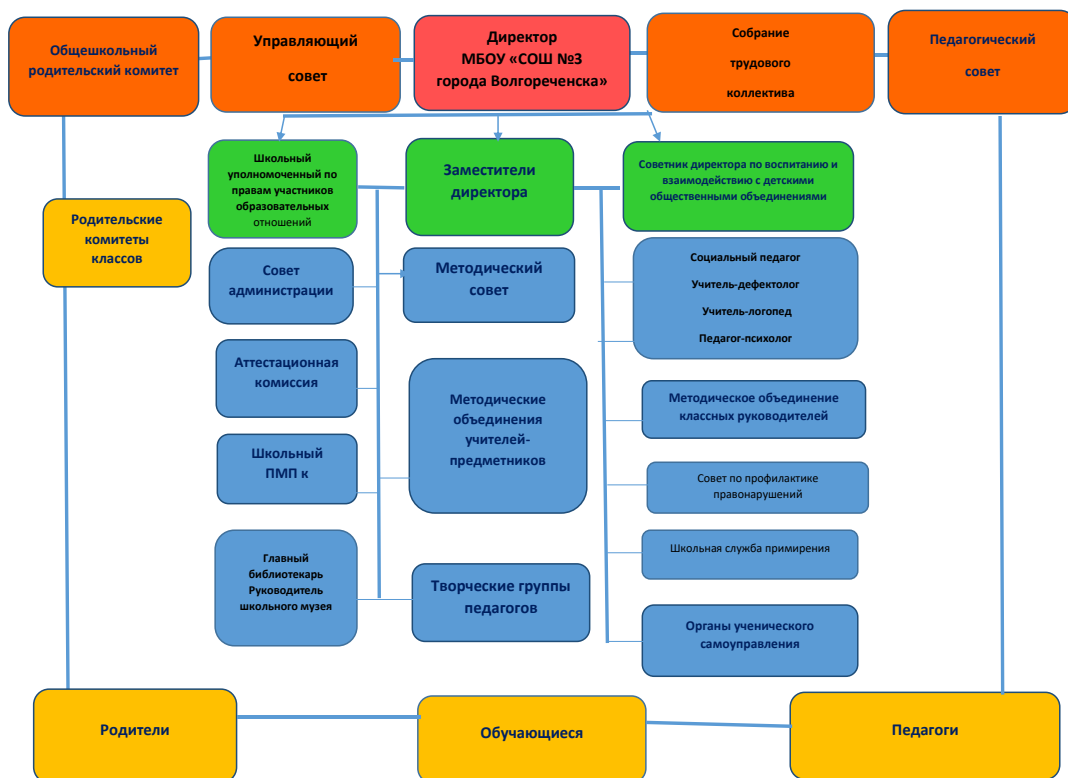 Общешкольный
родительский комитет
Управляющий
совет
Директор
МБОУ «СОШ №3
города Волгореченска»
Собрание
трудового
коллектива
Педагогический
совет
Школьный
уполномоченный по
правам участников
образовательных
отношений
Заместители
директора
Советник директора по воспитанию и
взаимодействию с детскими
общественными объединениями
Родительские
комитеты
классов
Совет
администрации
Методический
совет
Социальный педагог
Учитель-дефектолог
Учитель-логопед
Педагог-психолог
Аттестационная
комиссия
Методические
объединения
учителей-
предметников
Методическое объединение
классных руководителей
Школьный
ПМП к
Совет по профилактике
правонарушений
Школьная служба примирения
Главный
библиотекарь
Руководитель
школьного музея
Творческие группы
педагогов
Органы ученического
самоуправления
Родители
Обучающиеся
Педагоги